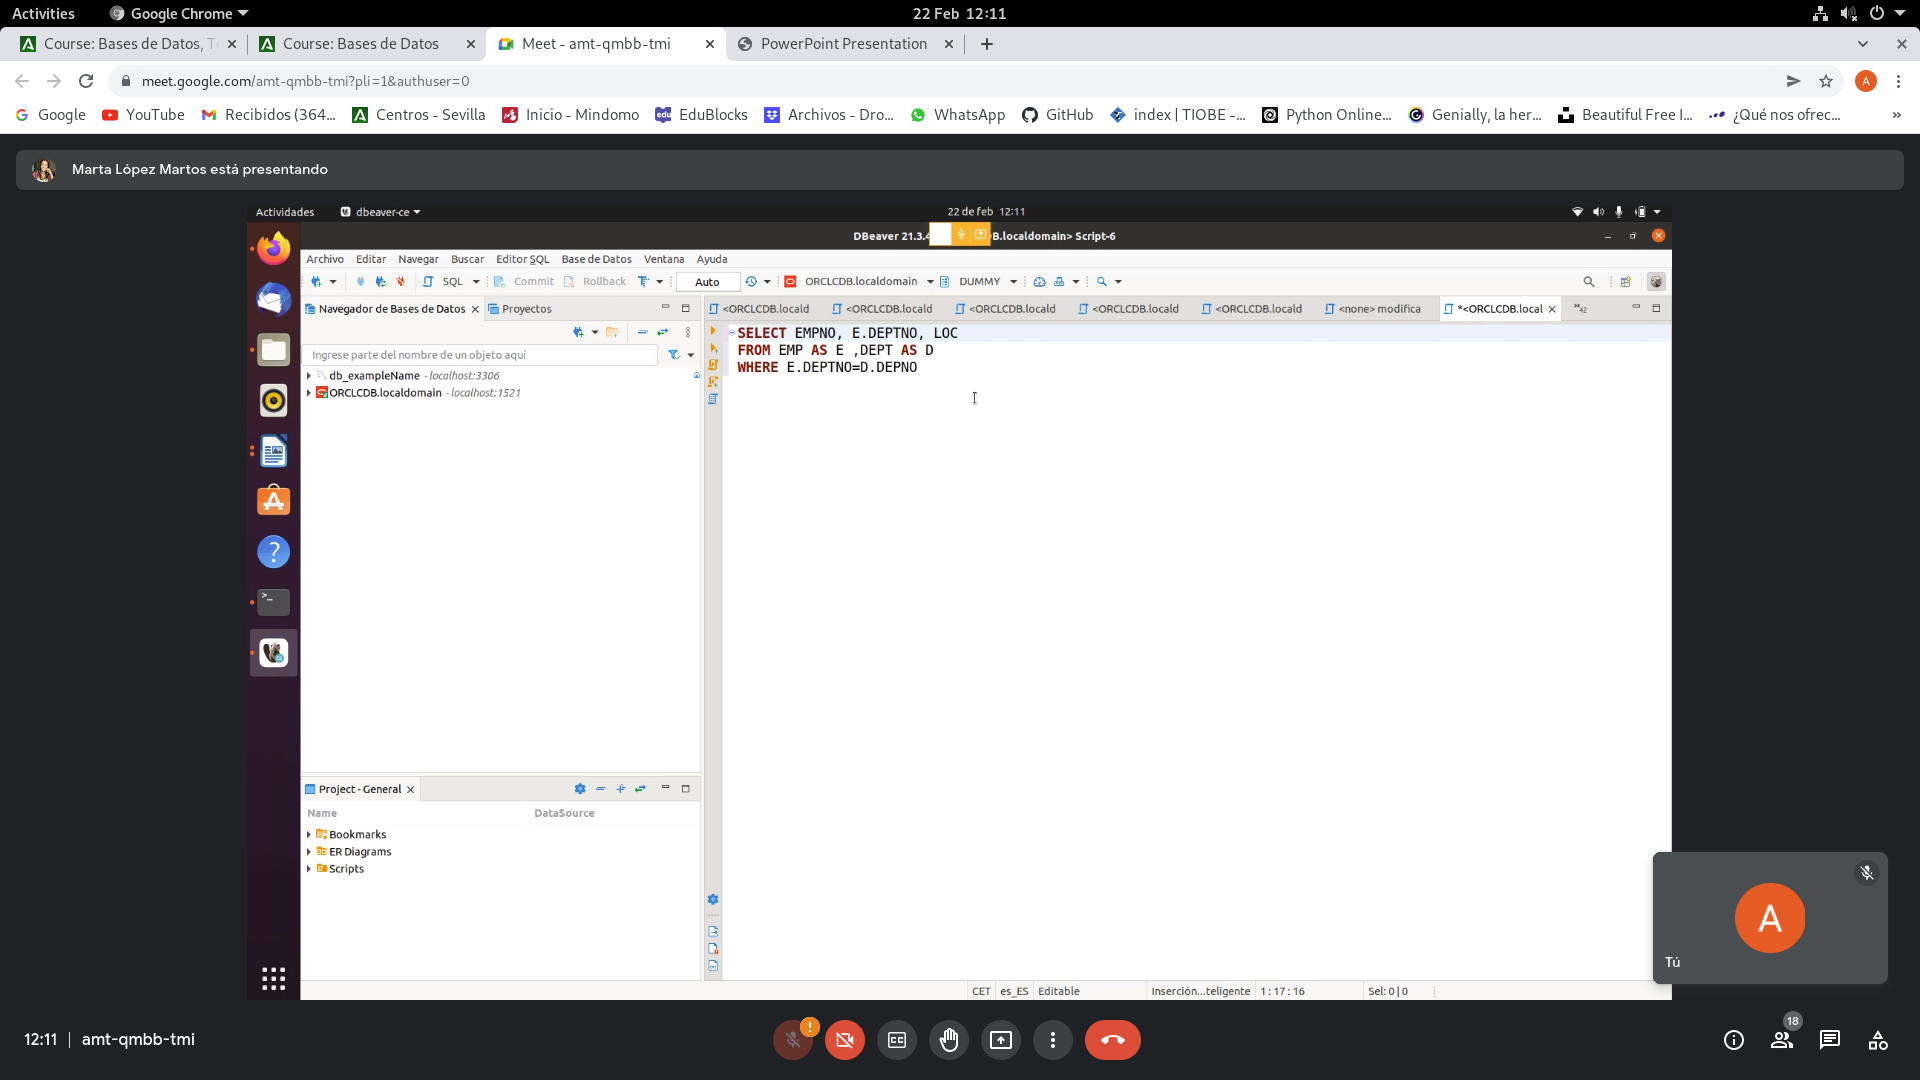 Activities
Google Chrome
22 Feb 12:11
Course: Bases de Datos, T
Course: Bases de Datos
Meet - amt-qmbb-tmi
PowerPoint Presentation
meet.google.com/amt-qmbb-tmi?pli=1&authuser=0
A
Google
YouTube
Recibidos (364...
Centros - Sevilla
Inicio - Mindomo
EduBlocks
Archivos - Dro...
WhatsApp
GitHub
index | TIOBE -...
Python Online...
Genially, la her...
Beautiful Free I...
¿Qué nos ofrec...
»
Marta López Martos está presentando
Actividades
dbeaver-ce
22 de feb 12:11
DBeaver 21.3.4
B.localdomain> Script-6
Archivo Editar Navegar Buscar Editor SQL Base de Datos Ventana Ayuda
SQL
Commit
Rollback
Auto
ORCLCDB.localdomain
DUMMY
Navegador de Bases de Datos
Proyectos
<ORCLCDB.locald
<ORCLCDB.locald
<ORCLCDB.locald
<ORCLCDB.locald
<ORCLCDB.locald
<none> modifica
*<ORCLCDB.local
»42
Ingrese parte del nombre de un objeto aquí
db_exampleName - localhost:3306
ORCLCDB.localdomain - localhost:1521
SELECT EMPNO, E.DEPTNO, LOC
FROM EMP AS E ,DEPT AS D
WHERE E.DEPTNO=D.DEPNO
Project - General
Name
DataSource
Bookmarks
ER Diagrams
Scripts
CET
es_ES
Editable
Inserción...teligente
1 : 17 : 16
Sel: 0 | 0
A
Tú
12:11 | amt-qmbb-tmi
18